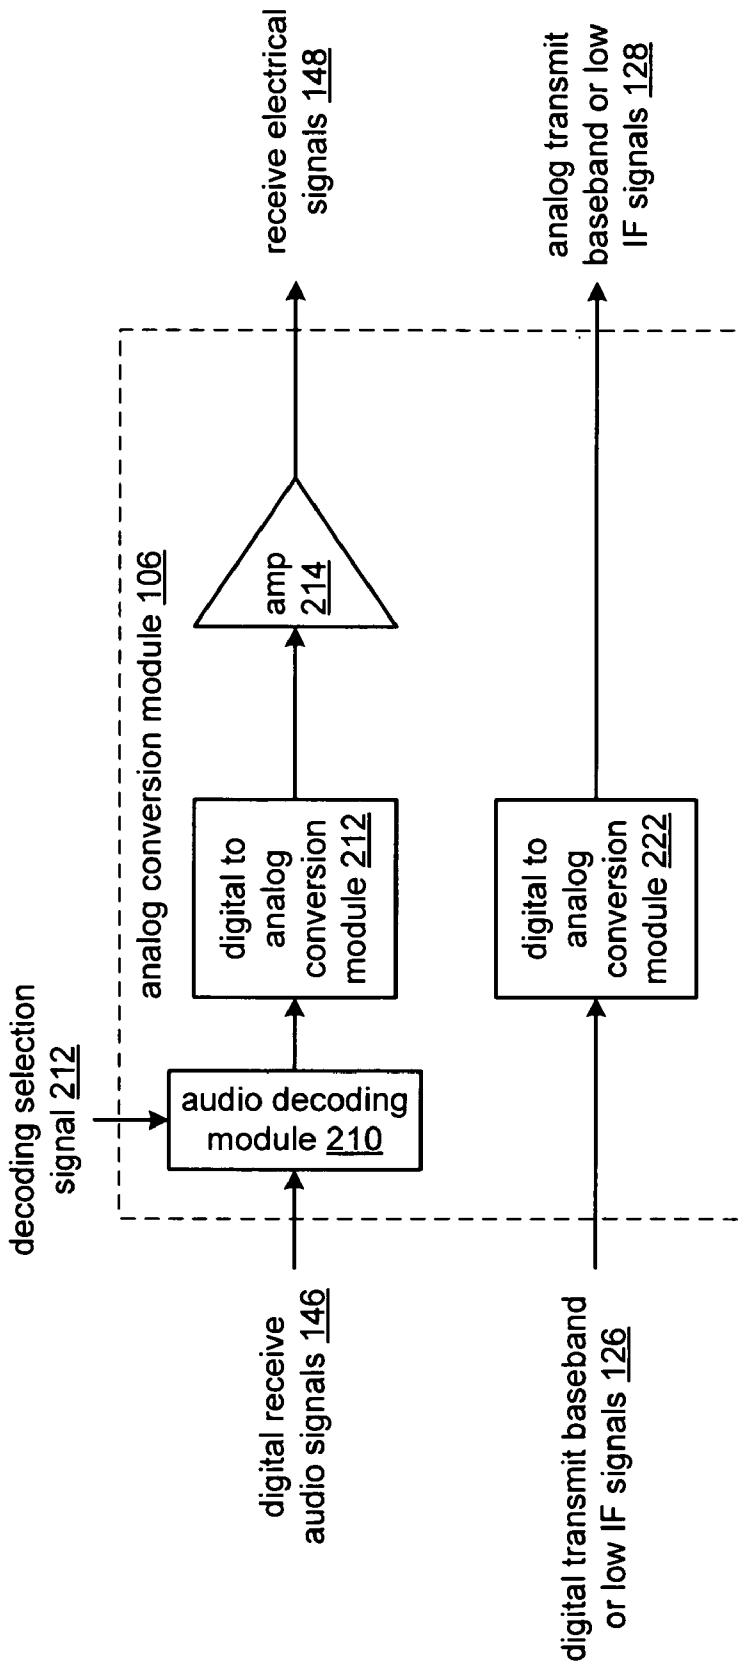 decoding selection
signal 212
analog conversion module 106
digital receive
audio signals 146
audio decoding
module 210
digital to
analog
conversion
module 212
amp
214
receive electrical
signals 148
digital transmit baseband
or low IF signals 126
digital to
analog
conversion
module 222
analog transmit
baseband or low
IF signals 128